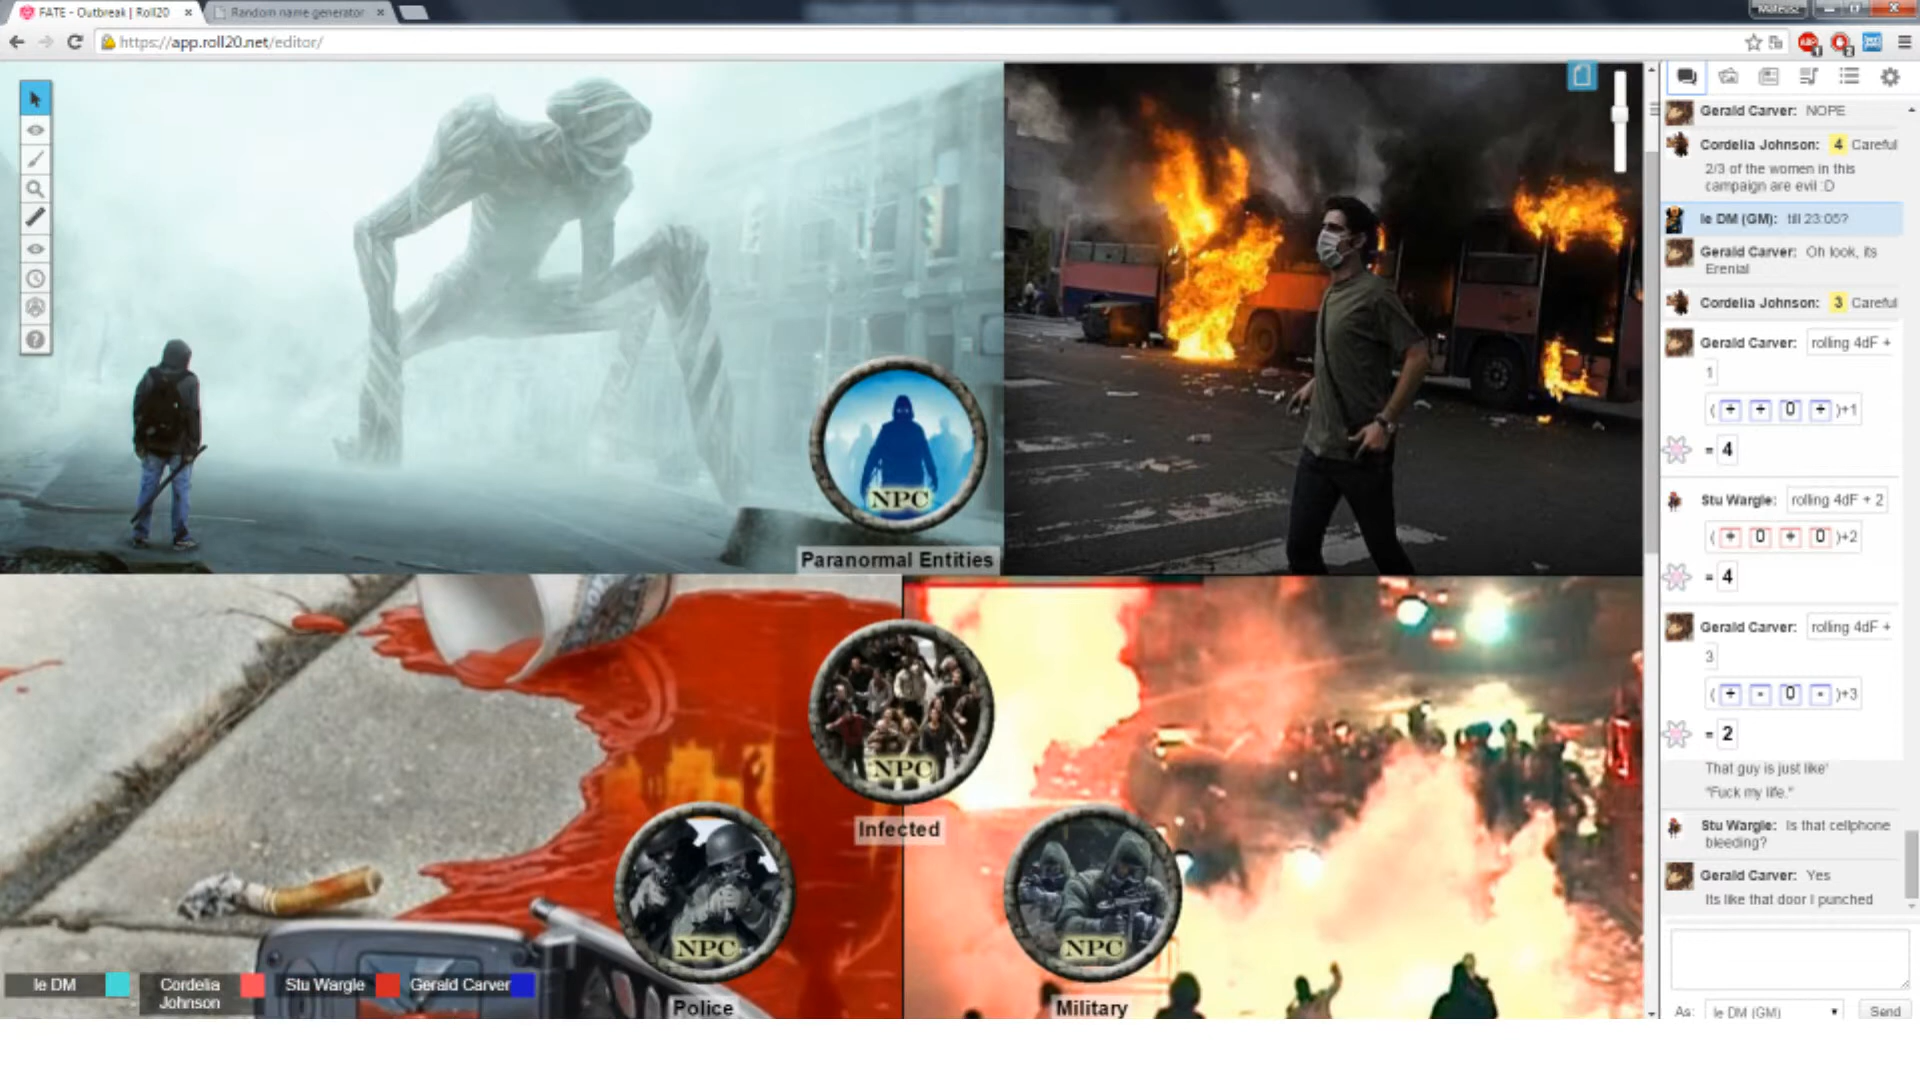 FATE - Outbreak | Roll20
Random name generator
Mateusz
https://app.roll20.net/editor/
NPC
Paranormal Entities
NPC
Infected
NPC
Police
NPC
Military
le DM
Cordelia
Johnson
Stu Wargle
Gerald Carver
Gerald Carver: NOPE
Cordelia Johnson: 4 Careful
2/3 of the women in this
campaign are evil :D
le DM (GM): till 23:05?
Gerald Carver: Oh look, its
Erenial
Cordelia Johnson: 3 Careful
Gerald Carver: rolling 4dF +
1
( + + 0 + )+1
= 4
Stu Wargle: rolling 4dF + 2
( + 0 + 0 )+2
= 4
Gerald Carver: rolling 4dF +
3
( + - 0 - )+3
= 2
That guy is just like'
"Fuck my life."
Stu Wargle: Is that cellphone
bleeding?
Gerald Carver: Yes
Its like that door I punched
As: le DM (GM)
Send